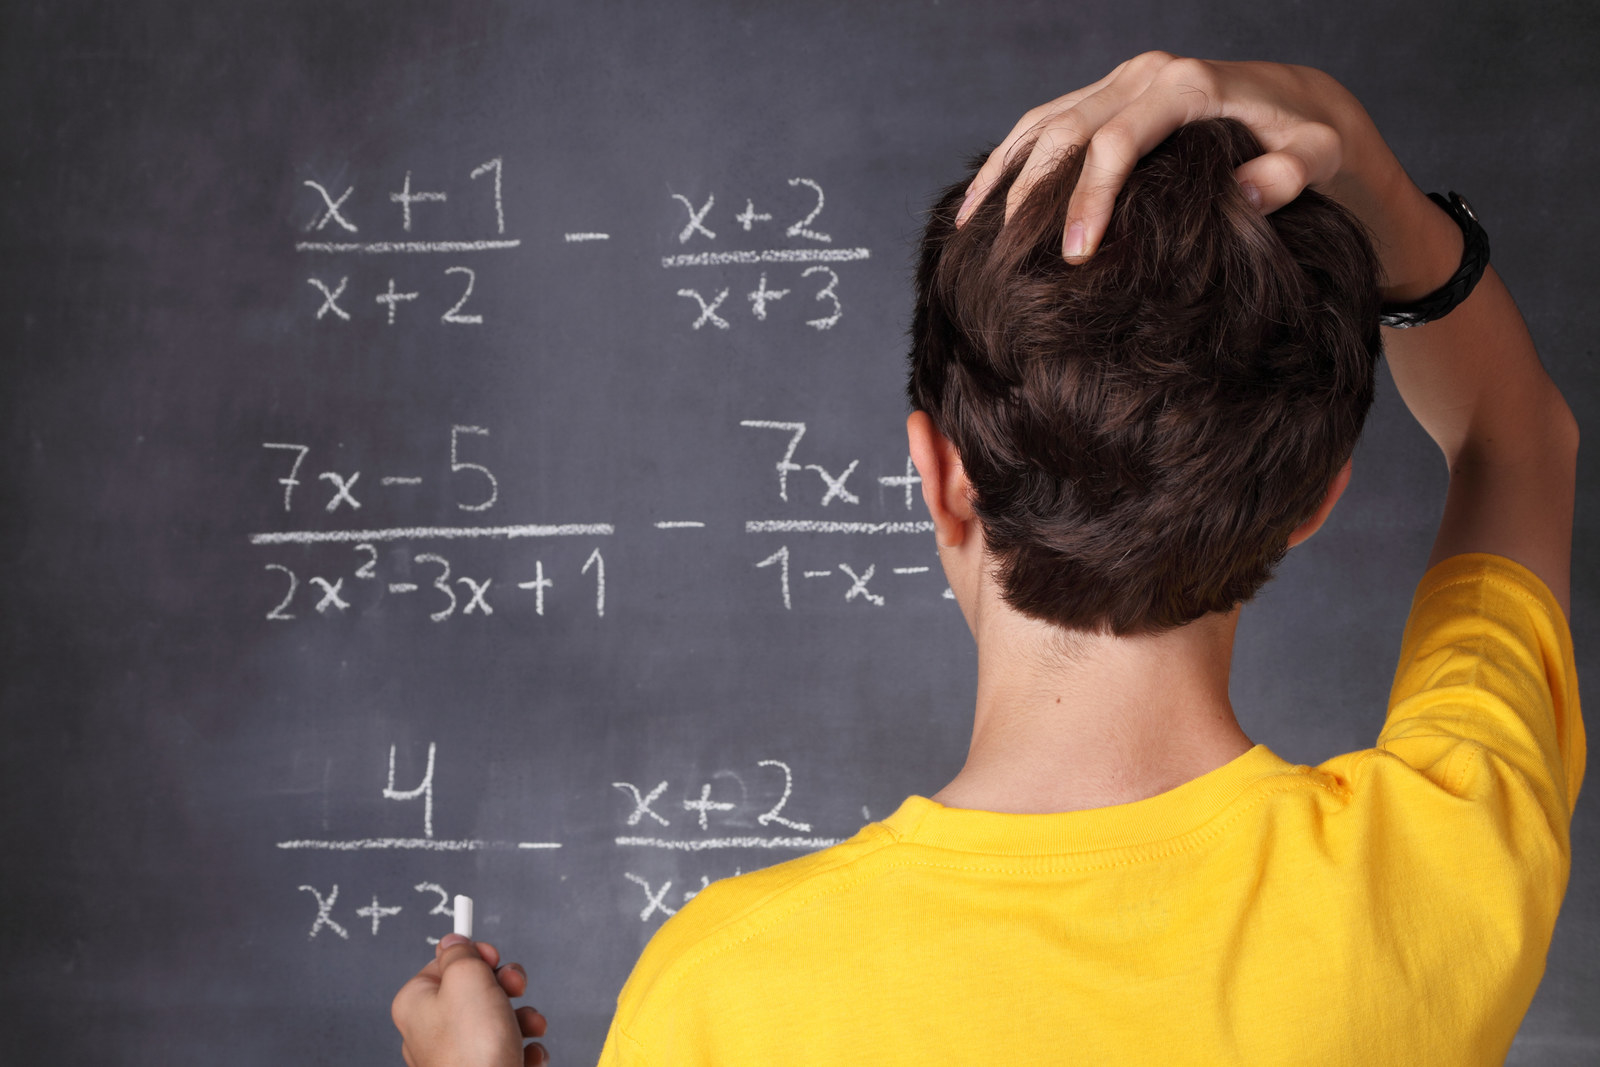 x + 1 - x + 2
x + 2 x + 3
7x - 5 - 7x +
2x² - 3x + 1 1 - x -
4 - x + 2
x + 3 x